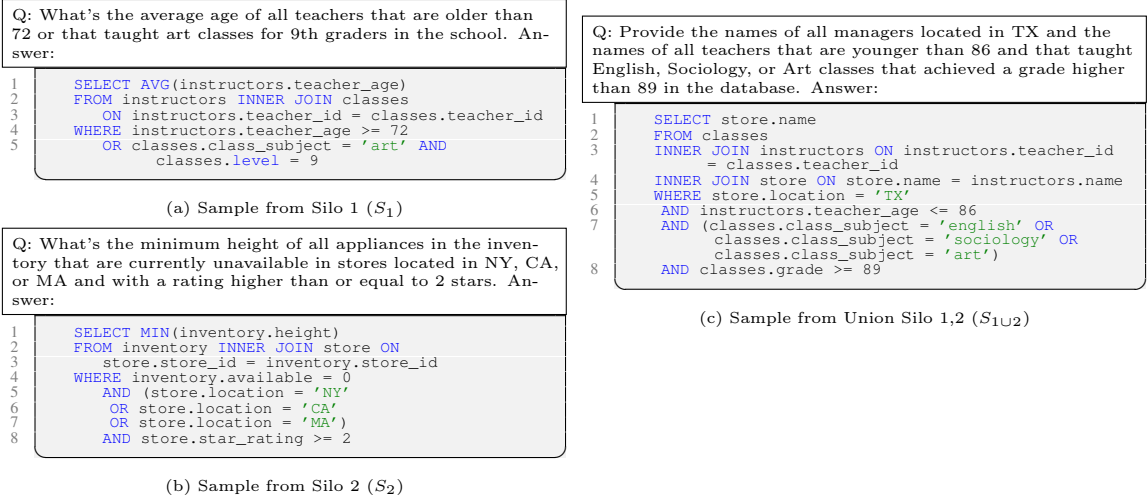 Q: What's the average age of all teachers that are older than
72 or that taught art classes for 9th graders in the school. An-
swer:
1 SELECT AVG(instructors.teacher_age)
2 FROM instructors INNER JOIN classes
3 ON instructors.teacher_id = classes.teacher_id
4 WHERE instructors.teacher_age >= 72
5 OR classes.class_subject = 'art' AND
classes.level = 9
(a) Sample from Silo 1 (S1)
Q: What's the minimum height of all appliances in the inven-
tory that are currently unavailable in stores located in NY, CA,
or MA and with a rating higher than or equal to 2 stars. An-
swer:
1 SELECT MIN(inventory.height)
2 FROM inventory INNER JOIN store ON
3 store.store_id = inventory.store_id
4 WHERE inventory.available = 0
5 AND (store.location = 'NY'
6 OR store.location = 'CA'
7 OR store.location = 'MA')
8 AND store.star_rating >= 2
(b) Sample from Silo 2 (S2)
Q: Provide the names of all managers located in TX and the
names of all teachers that are younger than 86 and that taught
English, Sociology, or Art classes that achieved a grade higher
than 89 in the database. Answer:
1 SELECT store.name
2 FROM classes
3 INNER JOIN instructors ON instructors.teacher_id
= classes.teacher_id
4 INNER JOIN store ON store.name = instructors.name
5 WHERE store.location = 'TX'
6 AND instructors.teacher_age <= 86
7 AND (classes.class_subject = 'english' OR
classes.class_subject = 'sociology' OR
classes.class_subject = 'art')
8 AND classes.grade >= 89
(c) Sample from Union Silo 1,2 (S1∪2)